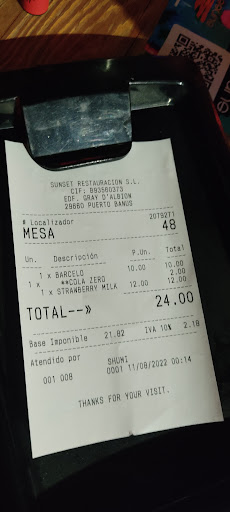 SUNSET RESTAURACION S.L.
CIF: B93560373
EDF. GRAY D'ALBION
29660 PUERTO BANUS
# Localizador 2079271
MESA 48
Un. Descripción P.Un. Total
1 x BARCELO 10.00 10.00
1 x **COLA ZERO 2.00
1 x STRAWBERRY MILK 12.00 12.00
TOTAL--» 24.00
Base Imponible 21.82 IVA 10% 2.18
Atendido por SHUMI
001 008 0001 11/08/2022 00:14
THANKS FOR YOUR VISIT.